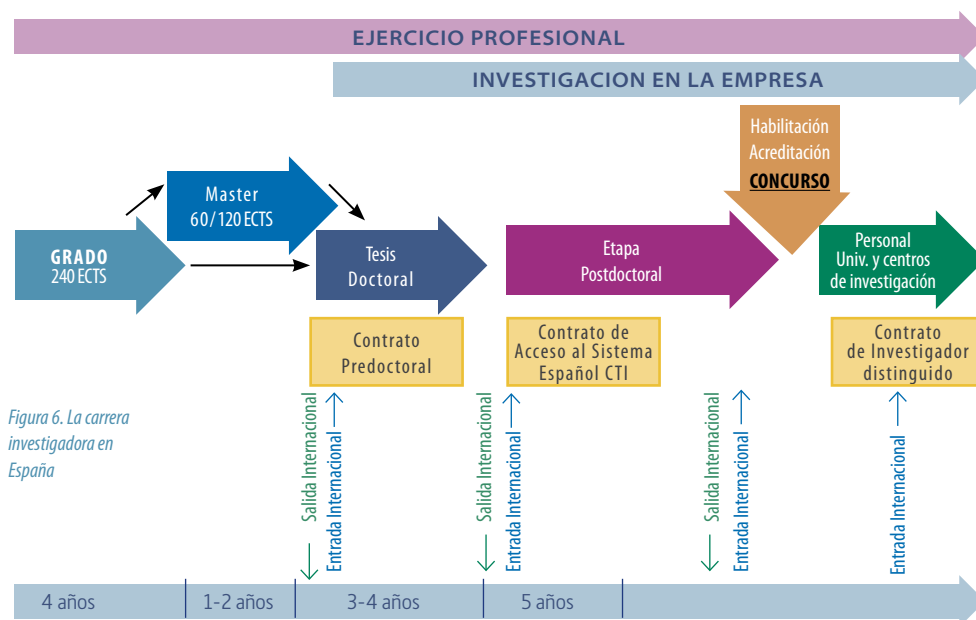 EJERCICIO PROFESIONAL
INVESTIGACION EN LA EMPRESA
Habilitación
Acreditación
CONCURSO
Master
60/120 ECTS
GRADO
240 ECTS
Tesis
Doctoral
Etapa
Postdoctoral
Personal
Univ. y centros
de investigación
Contrato
Predoctoral
Contrato de
Acceso al Sistema
Español CTI
Contrato
de Investigador
distinguido
Figura 6. La carrera
investigadora en
España
Salida Internacional
Entrada Internacional
Salida Internacional
Entrada Internacional
Salida Internacional
Entrada Internacional
Entrada Internacional
4 años
1-2 años
3-4 años
5 años